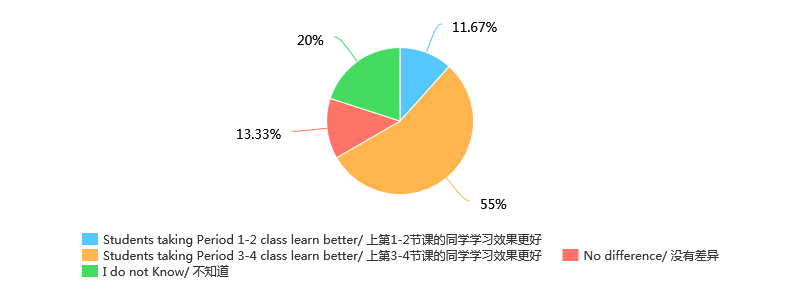 11.67%
20%
13.33%
55%
Students taking Period 1-2 class learn better/ 上第1-2节课的同学学习效果更好
Students taking Period 3-4 class learn better/ 上第3-4节课的同学学习效果更好 No difference/ 没有差异
I do not Know/ 不知道